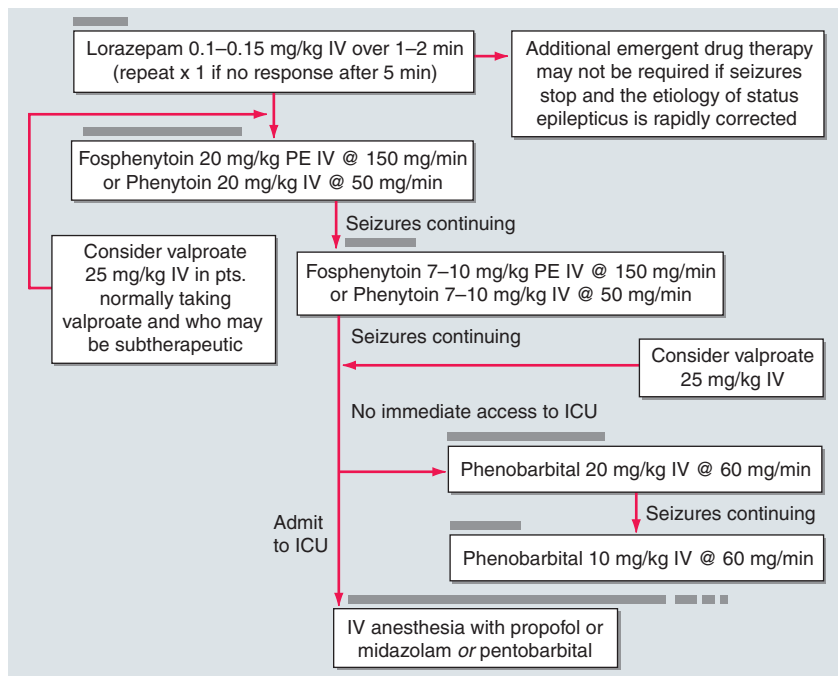 Lorazepam 0.1–0.15 mg/kg IV over 1–2 min
(repeat x 1 if no response after 5 min)
Additional emergent drug therapy
may not be required if seizures
stop and the etiology of status
epilepticus is rapidly corrected
Fosphenytoin 20 mg/kg PE IV @ 150 mg/min
or Phenytoin 20 mg/kg IV @ 50 mg/min
Seizures continuing
Consider valproate
25 mg/kg IV in pts.
normally taking
valproate and who may
be subtherapeutic
Fosphenytoin 7–10 mg/kg PE IV @ 150 mg/min
or Phenytoin 7–10 mg/kg IV @ 50 mg/min
Seizures continuing
Consider valproate
25 mg/kg IV
No immediate access to ICU
Phenobarbital 20 mg/kg IV @ 60 mg/min
Seizures continuing
Admit
to ICU
Phenobarbital 10 mg/kg IV @ 60 mg/min
IV anesthesia with propofol or
midazolam or pentobarbital